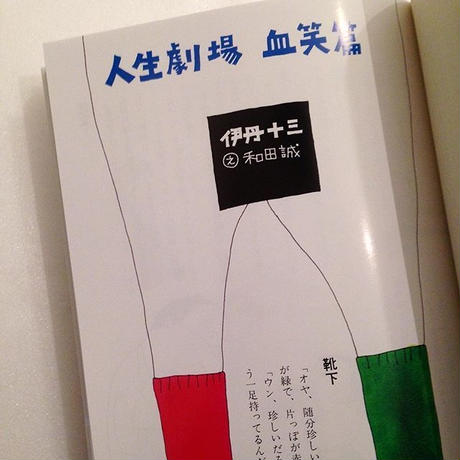 人生劇場 血笑篇
伊丹十三
え 和田誠
靴下
「オヤ、随分珍しい
が緑で、片っぽが赤
「ウン、珍しいだろ
う一足持ってるんだ